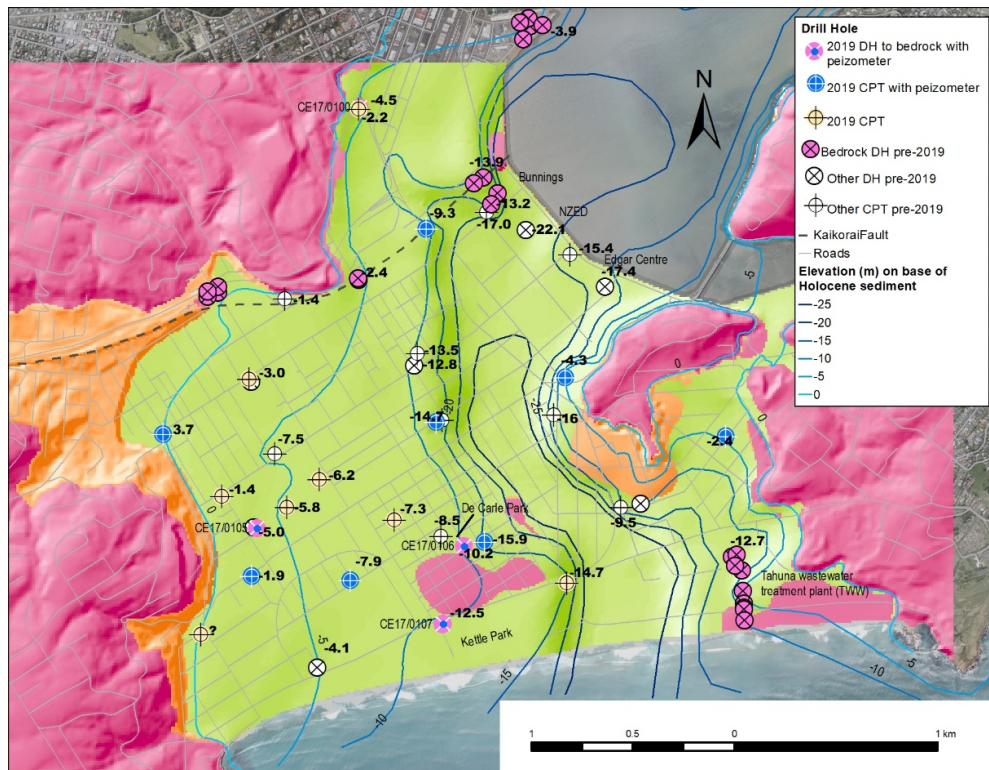 -3.9
N
Drill Hole
2019 DH to bedrock with
peizometer
2019 CPT with peizometer
2019 CPT
Bedrock DH pre-2019
Other DH pre-2019
Other CPT pre-2019
KaikoraiFault
Roads
Elevation (m) on base of
Holocene sediment
-25
-20
-15
-10
-5
0
CE17/0100
-4.5
-2.2
-13.9
Bunnings
-13.2
-17.0
NZED
-9.3
-22.1
-15.4
Edgar Centre
-17.4
-5
-2.4
-1.4
-13.5
-12.8
-4.3
0
-3.0
-20
-25
-14.7
-16
0
3.7
-2.4
-7.5
-6.2
-1.4
0
-5.8
-7.3
De Carle Park
-9.5
CE17/0105
-5.0
-8.5
CE17/0106
-10.2
-15.9
-12.7
-1.9
-7.9
-14.7
Tahuna wastewater
treatment plant (TWW)
-12.5
CE17/0107
Kettle Park
?
-5
-4.1
-5
-10
-15
-10
1
0.5
0
1 km